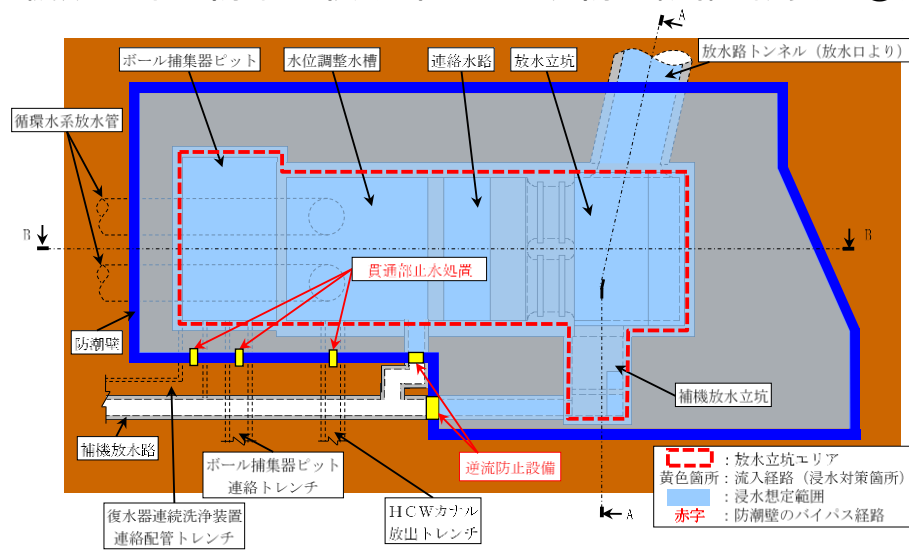 A
放水路トンネル（放水口より）
ボール捕集器ピット
水位調整水槽
連絡水路
放水立坑
循環水系放水管
B
B
貫通部止水処置
防潮壁
補機放水立坑
補機放水路
ボール捕集器ピット
連絡トレンチ
逆流防止設備
HCWカナル
放出トレンチ
復水器連続洗浄装置
連絡配管トレンチ
A
：放水立坑エリア
黄色箇所：流入経路（浸水対策箇所）
：浸水想定範囲
赤字：防潮壁のバイパス経路